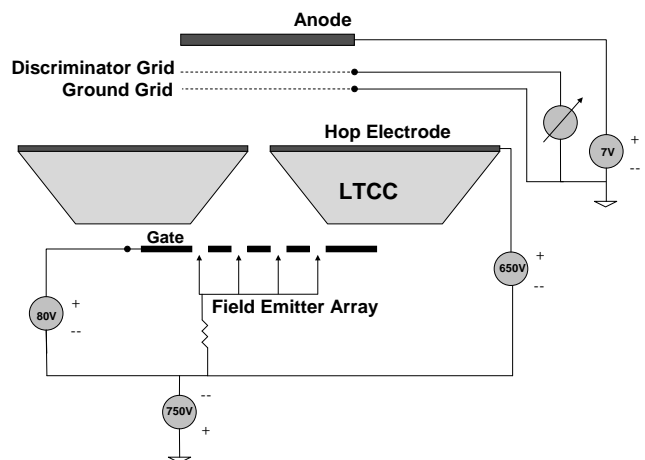 Anode
Discriminator Grid
Ground Grid
Hop Electrode
+
7V
--
LTCC
Gate
+
650V
--
Field Emitter Array
+
80V
--
--
750V
+